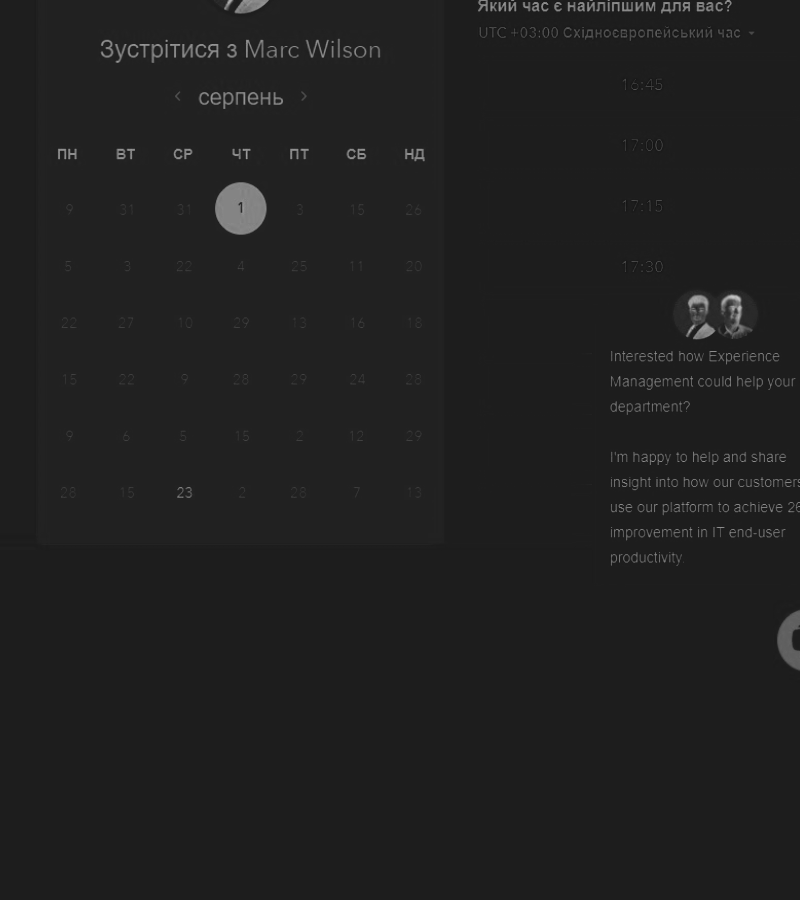 Зустрітися з Marc Wilson
серпень
ПН ВТ СР ЧТ ПТ СБ НД
9 31 31 1 3 15 26
5 3 22 4 25 11 20
22 27 10 29 13 16 18
15 22 9 28 29 24 28
9 6 5 15 2 12 29
28 15 23 2 28 7 13
Який час є найліпшим для вас?
UTC +03:00 Східноєвропейський час
16:45
17:00
17:15
17:30
Interested how Experience
Management could help your
department?
I'm happy to help and share
insight into how our customers
use our platform to achieve 26
improvement in IT end-user
productivity.